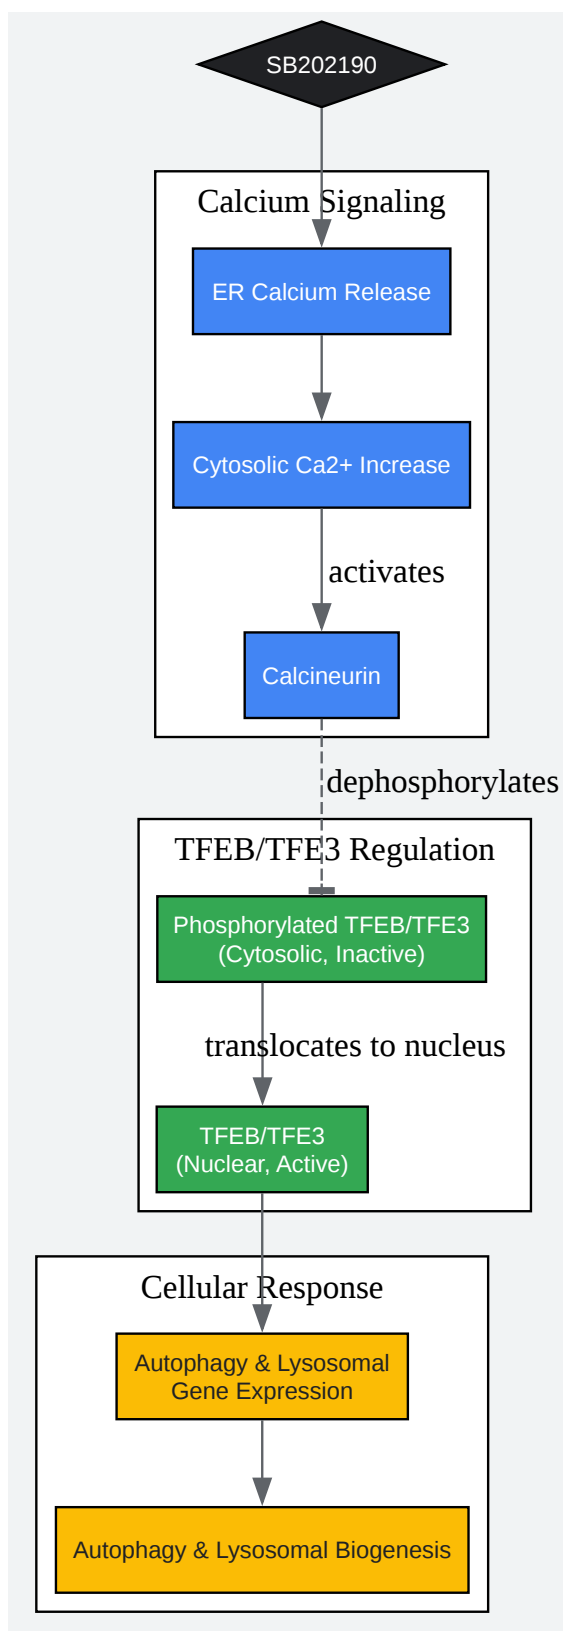 SB202190
Calcium Signaling
ER Calcium Release
Cytosolic Ca2+ Increase
activates
Calcineurin
dephosphorylates
TFEB/TFE3 Regulation
Phosphorylated TFEB/TFE3
(Cytosolic, Inactive)
translocates to nucleus
TFEB/TFE3
(Nuclear, Active)
Cellular Response
Autophagy & Lysosomal
Gene Expression
Autophagy & Lysosomal Biogenesis